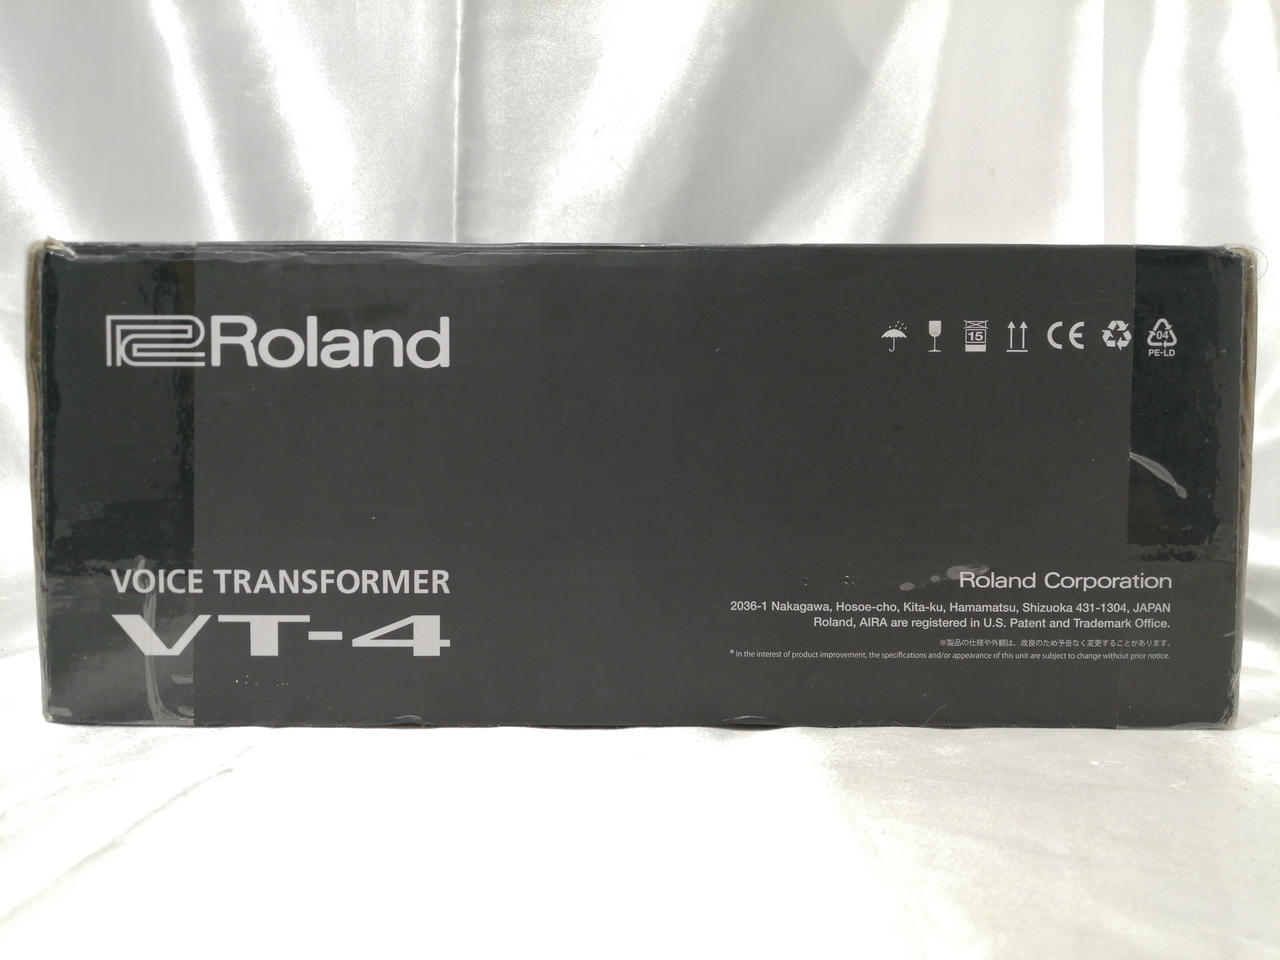 Roland
15
CE
04
PE-LD
VOICE TRANSFORMER
VT-4
Roland Corporation
2036-1 Nakagawa, Hosoe-cho, Kita-ku, Hamamatsu, Shizuoka 431-1304, JAPAN
Roland, AIRA are registered in U.S. Patent and Trademark Office.
※製品の仕様や外観は、改良のため予告なく変更することがあります。
* In the interest of product improvement, the specifications and/or appearance of this unit are subject to change without prior notice.